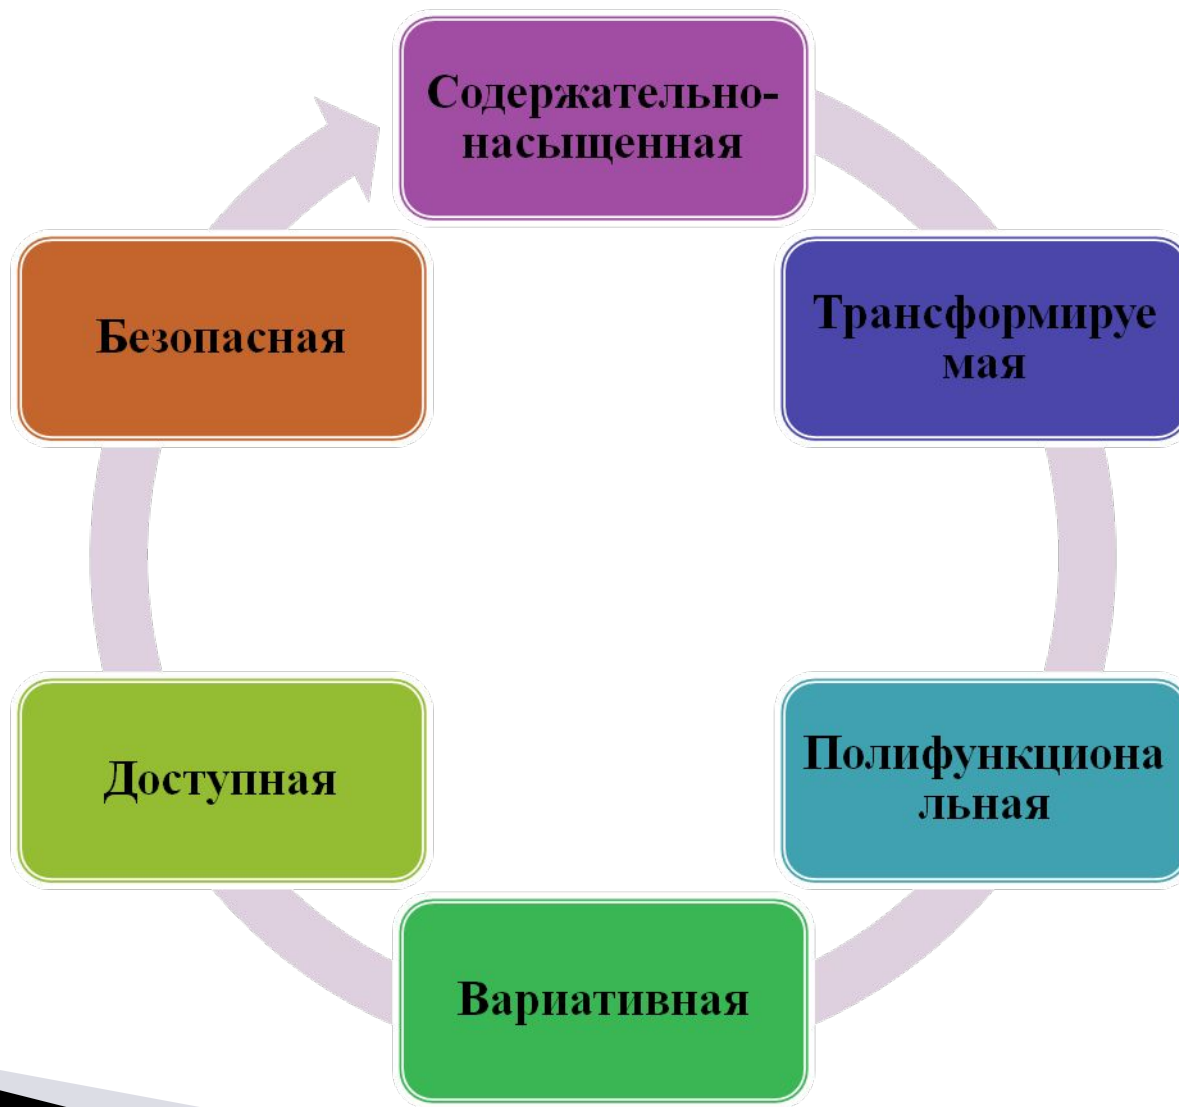 Содержательно-
насыщенная
Трансформируе
мая
Полифункциона
льная
Вариативная
Доступная
Безопасная